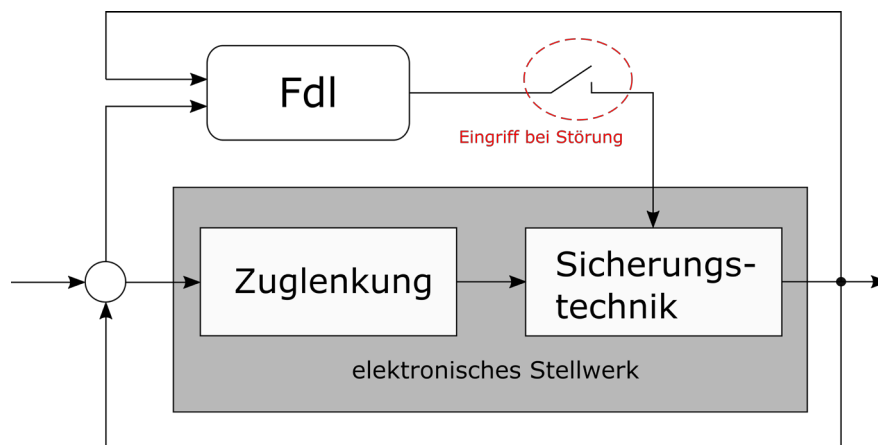 Fdl
Eingriff bei Störung
Zuglenkung
Sicherungs-
technik
elektronisches Stellwerk